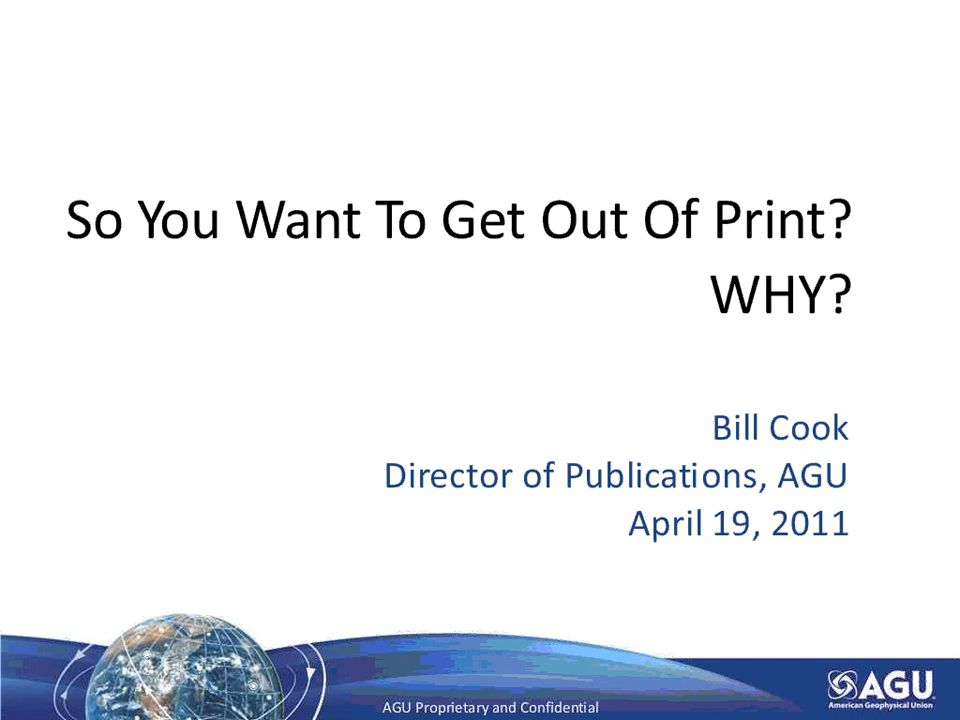 So You Want To Get Out Of Print?
WHY?
Bill Cook
Director of Publications, AGU
April 19, 2011
AGU Proprietary and Confidential
AGU
American Geophysical Union